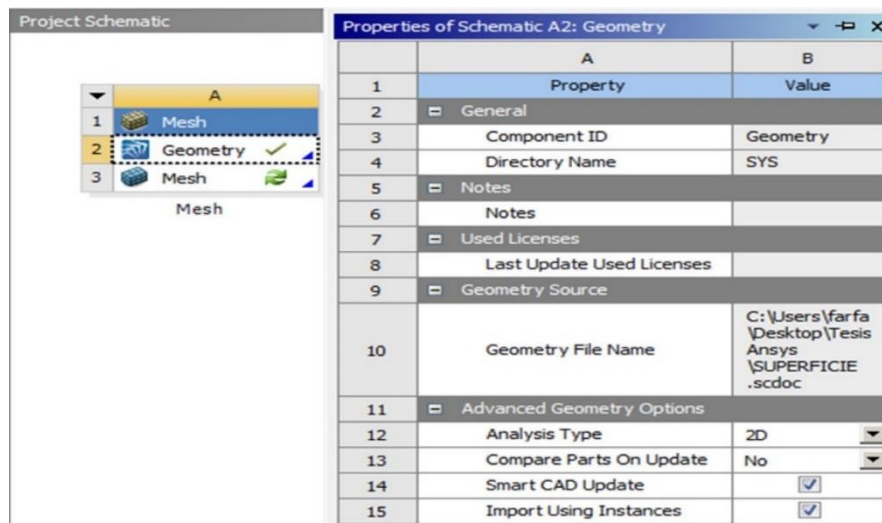 Project Schematic
A
1 Mesh
2 Geometry
3 Mesh
Mesh
Properties of Schematic A2: Geometry
A B
1 Property Value
2 General
3 Component ID Geometry
4 Directory Name SYS
5 Notes
6 Notes
7 Used Licenses
8 Last Update Used Licenses
9 Geometry Source
10 Geometry File Name C:\Users\farfa
\Desktop\Tesis
Ansys
\SUPERFICIE
.scdoc
11 Advanced Geometry Options
12 Analysis Type 2D
13 Compare Parts On Update No
14 Smart CAD Update
15 Import Using Instances